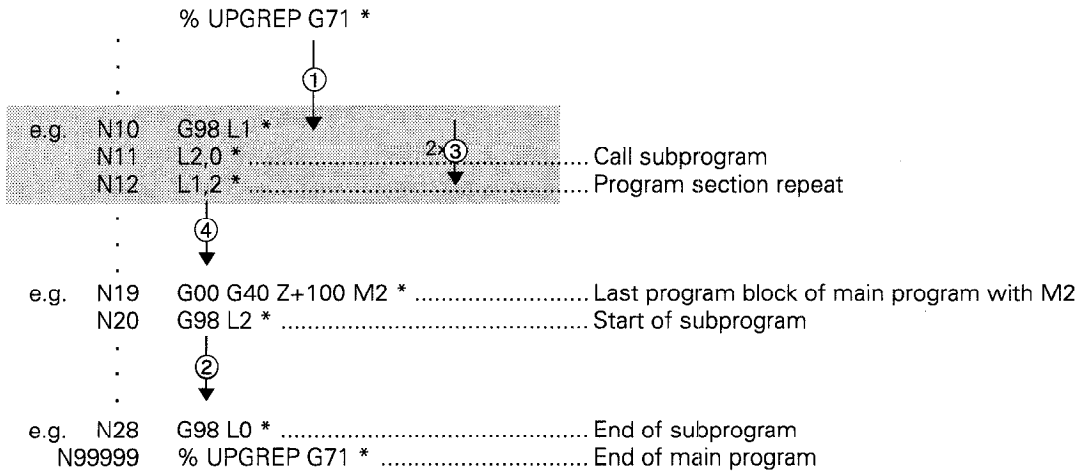 % UPGREP G71 *
.
.
.
①
e.g. N10 G98 L1 *
N11 L2,0 * ........ Call subprogram
2x③
N12 L1,2 * ........ Program section repeat
.
④
.
.
e.g. N19 G00 G40 Z+100 M2 * ........ Last program block of main program with M2
N20 G98 L2 * ........ Start of subprogram
.
②
.
.
e.g. N28 G98 L0 * ........ End of subprogram
N99999 % UPGREP G71 * ........ End of main program